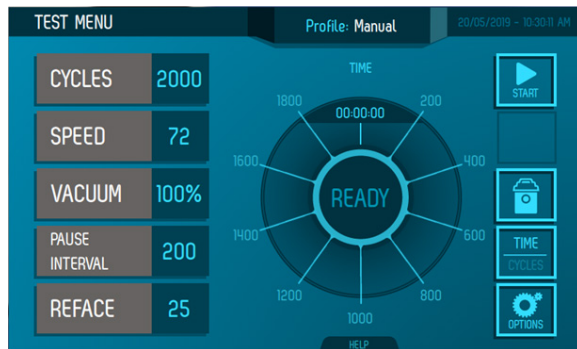 TEST MENU
Profile: Manual
20/05/2019 - 10:30:11 AM
CYCLES 2000
SPEED 72
VACUUM 100%
PAUSE
INTERVAL
200
REFACE 25
TIME
00:00:00
200
400
600
800
1000
1200
1400
1600
1800
READY
START
TIME
CYCLES
OPTIONS
HELP